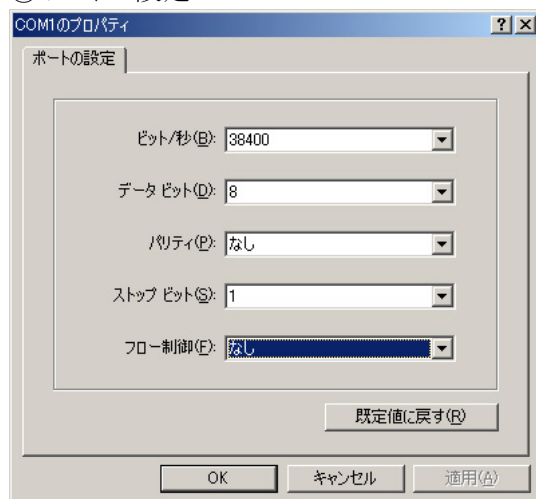 COM1のプロパティ
ポートの設定
ビット/秒(B): 38400
データ ビット(D): 8
パリティ(P): なし
ストップ ビット(S): 1
フロー制御(F): なし
既定値に戻す(R)
OK キャンセル 適用(A)